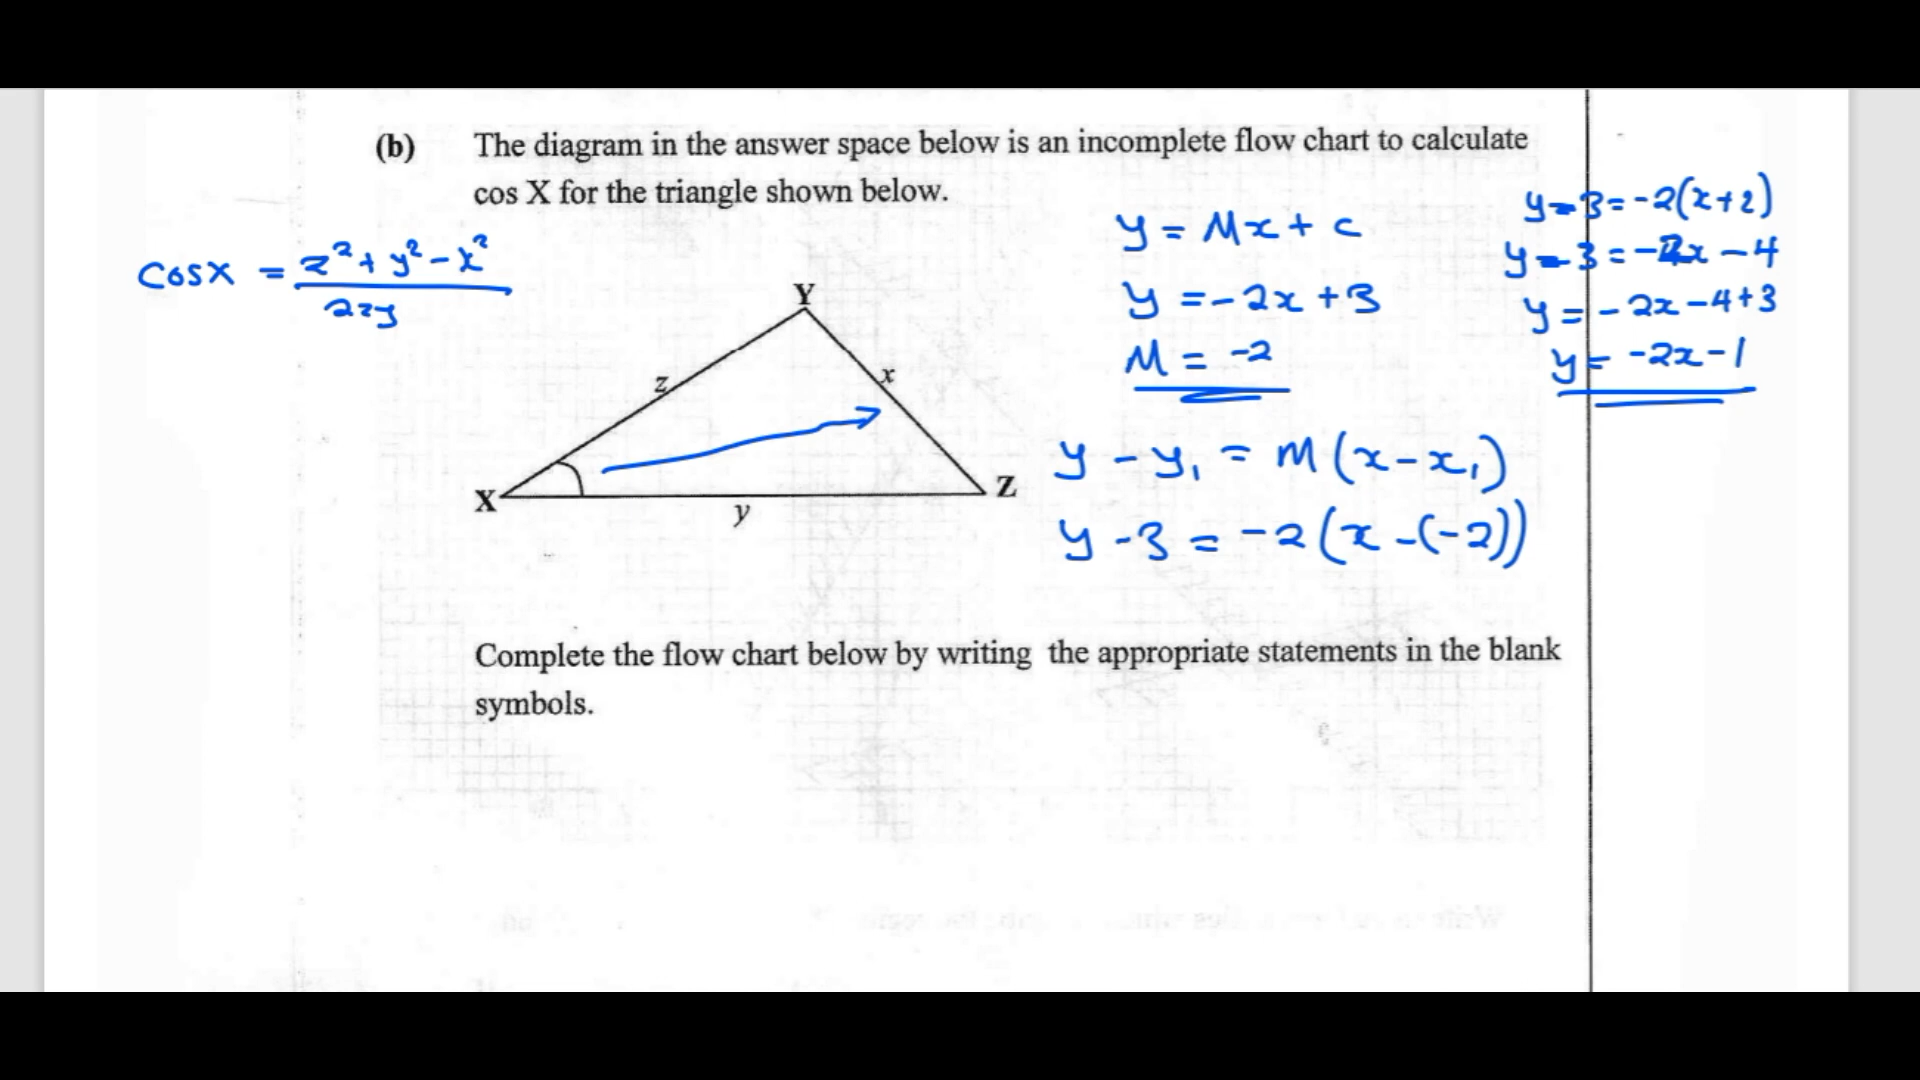 (b) The diagram in the answer space below is an incomplete flow chart to calculate
cos X for the triangle shown below.
cosx = z²+y²-x²
2zy
Y
z
x
X
Z
y
y = Mx + c
y = -2x + 3
M = -2
y - y₁ = M(x-x₁)
y - 3 = -2(x-(-2))
y-3=-2(x+2)
y-3=-2x-4
y=-2x-4+3
y=-2x-1
Complete the flow chart below by writing the appropriate statements in the blank
symbols.